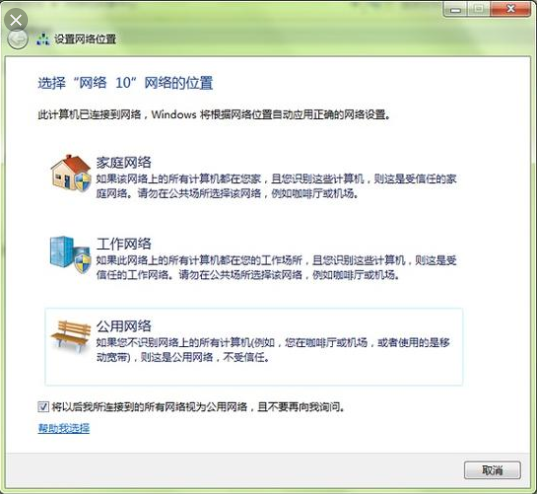 设置网络位置
选择“网络 10”网络的位置
此计算机已连接到网络，Windows 将根据网络位置自动应用正确的网络设置。
家庭网络
如果该网络上的所有计算机都在您家，且您识别这些计算机，则这是受信任的家
庭网络。请勿在公共场所选择该网络，例如咖啡厅或机场。
工作网络
如果此网络上的所有计算机都在您的工作场所，且您识别这些计算机，则这是受
信任的工作网络。请勿在公共场所选择该网络，例如咖啡厅或机场。
公用网络
如果您不识别网络上的所有计算机(例如，您在咖啡厅或机场，或者使用的是移
动宽带)，则这是公用网络，不受信任。
将以后我所连接到的所有网络视为公用网络，且不要再向我询问。
帮助我选择
取消